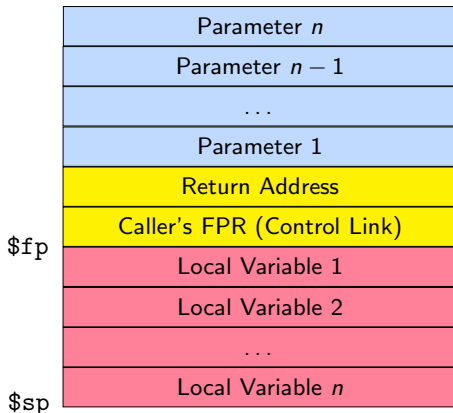 Parameter n
Parameter n − 1
...
Parameter 1
Return Address
Caller's FPR (Control Link)
$fp
Local Variable 1
Local Variable 2
...
Local Variable n
$sp